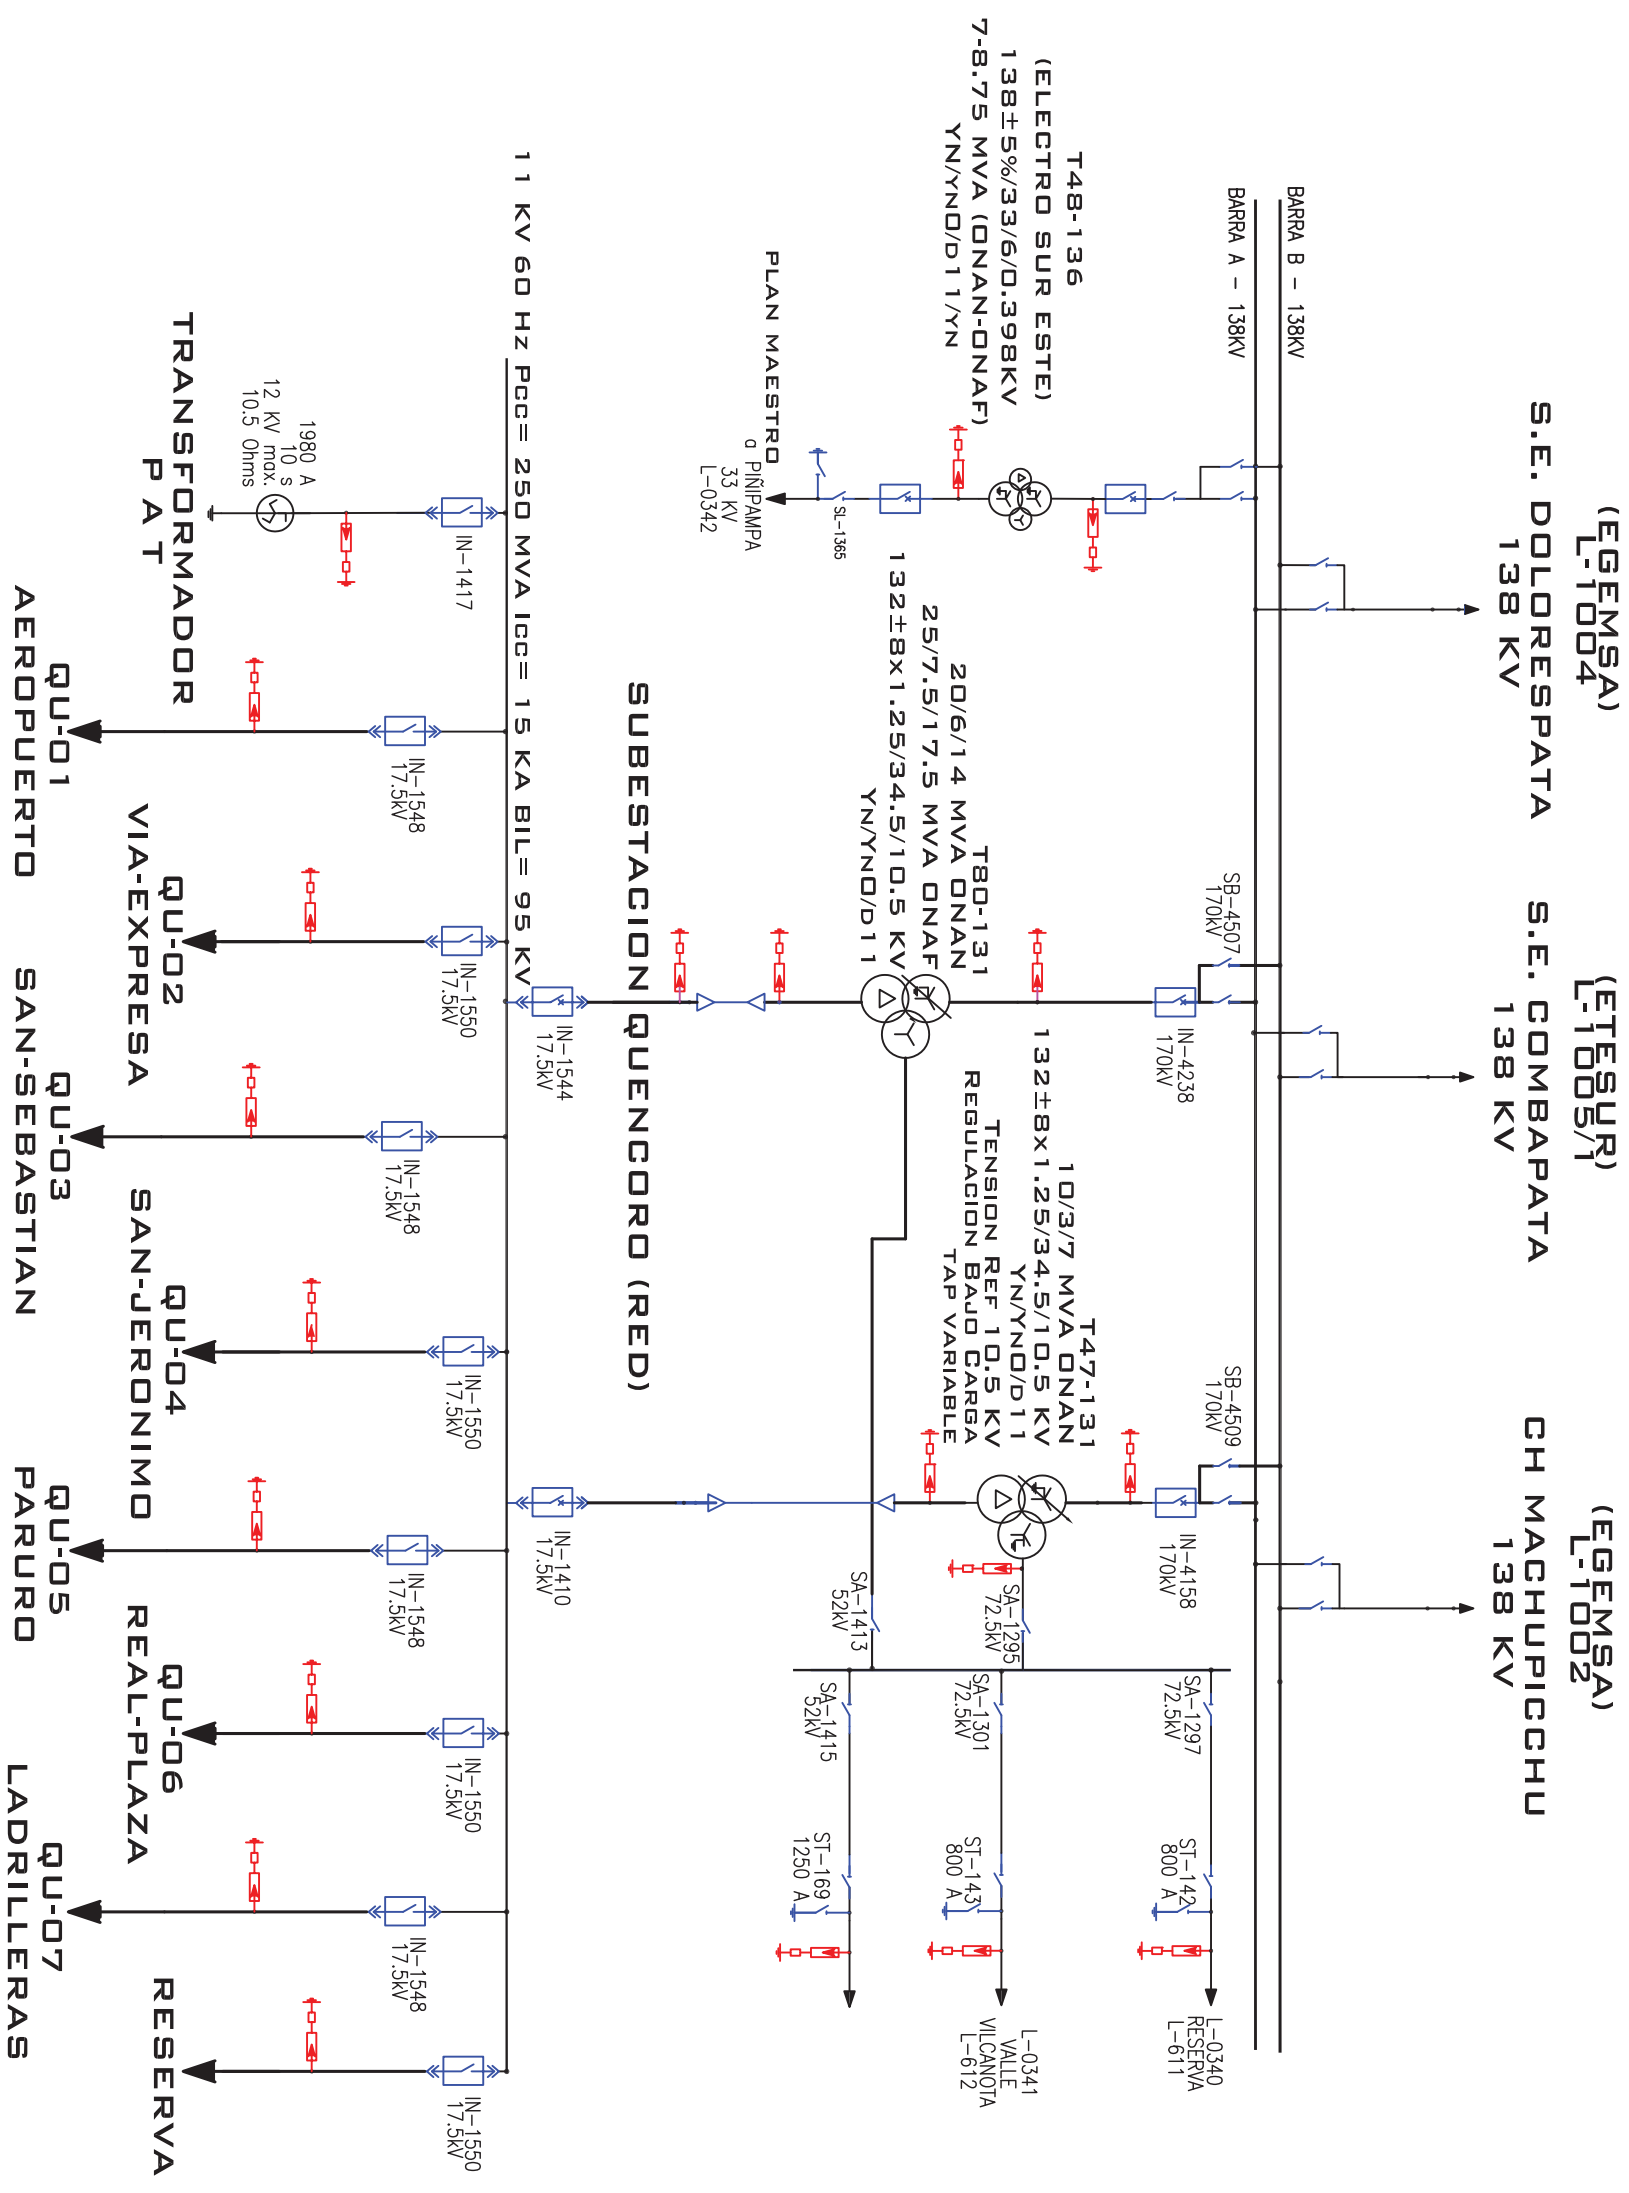 (EGEMSA)
L-1004
S.E. DOLORESPATA
138 KV
(ETESUR)
L-1005/1
S.E. COMBAPATA
138 KV
(EGEMSA)
L-1002
CH MACHUPICCHU
138 KV
BARRA B - 138KV
BARRA A - 138KV
SB-4507
170kV
SB-4509
170kV
IN-4238
170kV
IN-4158
170kV
T48-136
(ELECTRO SUR ESTE)
138±5%/33/6/0.398KV
7-8.75 MVA (ONAN-ONAF)
YN/YN0/D11/YN
T80-131
20/6/14 MVA ONAN
25/7.5/17.5 MVA ONAF
132±8x1.25/34.5/10.5 KV
YN/YN0/D11
T47-131
10/3/7 MVA ONAN
132±8x1.25/34.5/10.5 KV
YN/YN0/D11
TENSION REF 10.5 KV
REGULACION BAJO CARGA
TAP VARIABLE
SL-1365
PLAN MAESTRO
a PIÑIPAMPA
33 KV
L-0342
SA-1413
52kV
SA-1295
72.5kV
SA-1297
72.5kV
SA-1301
72.5kV
SA-1415
52kV
ST-142
800 A
ST-143
800 A
ST-169
1250 A
L-0340
RESERVA
L-611
L-0341
VALLE
VILCANOTA
L-612
SUBESTACION QUENCORO (RED)
IN-1544
17.5kV
IN-1410
17.5kV
11 KV 60 Hz Pcc= 250 MVA Icc= 15 KA BIL= 95 KV
IN-1417
IN-1548
17.5kV
IN-1550
17.5kV
IN-1548
17.5kV
IN-1550
17.5kV
IN-1548
17.5kV
IN-1550
17.5kV
IN-1548
17.5kV
IN-1550
17.5kV
1980 A
10 s
12 KV max.
10.5 Ohms
TRANSFORMADOR
P A T
QU-01
AEROPUERTO
QU-02
VIA-EXPRESA
QU-03
SAN-SEBASTIAN
QU-04
SAN-JERONIMO
QU-05
PARURO
QU-06
REAL-PLAZA
QU-07
LADRILLERAS
RESERVA